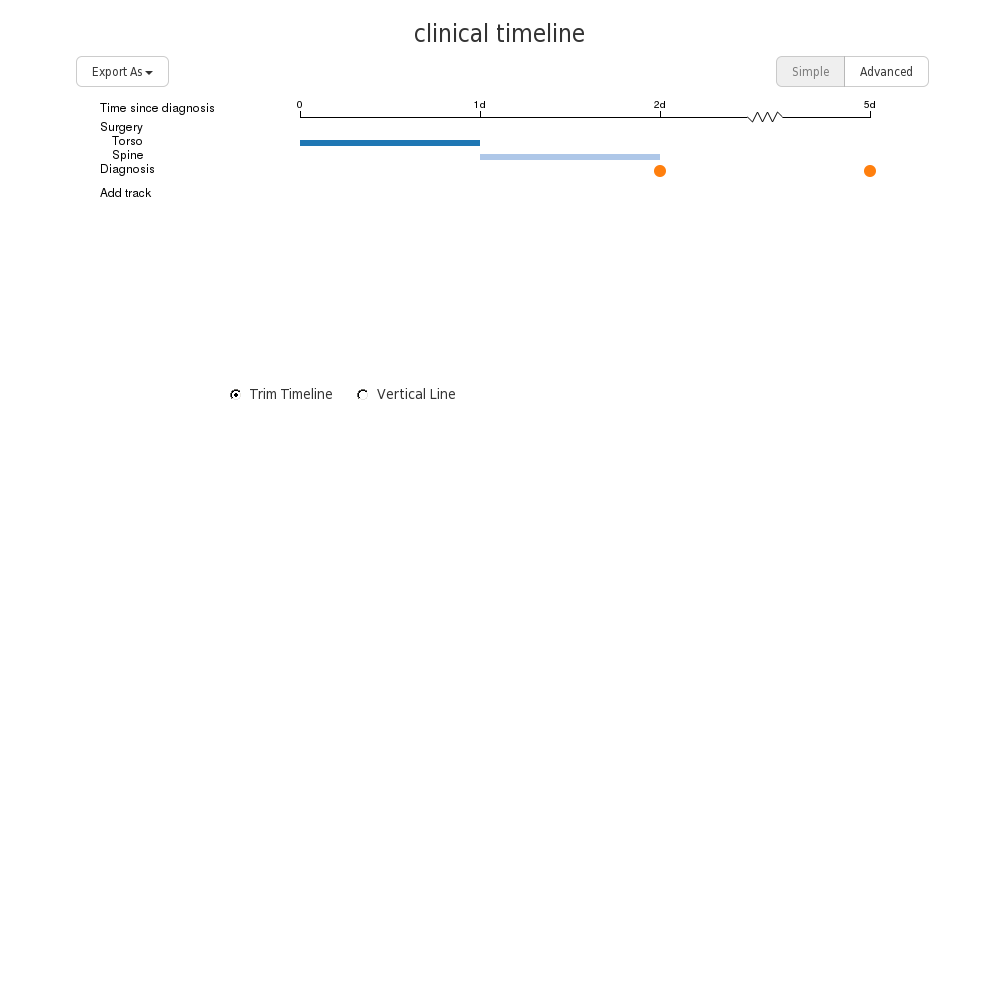 clinical timeline
Export As
Simple
Advanced
Time since diagnosis
0
1d
2d
5d
Surgery
Torso
Spine
Diagnosis
Add track
Trim Timeline
Vertical Line